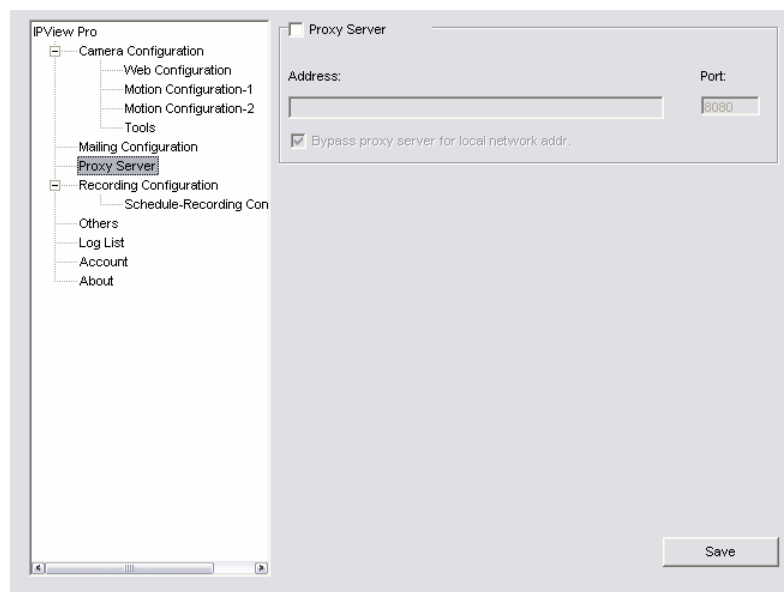 IPView Pro
Camera Configuration
Web Configuration
Motion Configuration-1
Motion Configuration-2
Tools
Mailing Configuration
Proxy Server
Recording Configuration
Schedule-Recording Con
Others
Log List
Account
About
Proxy Server
Address:
Port:
8080
Bypass proxy server for local network addr.
Save